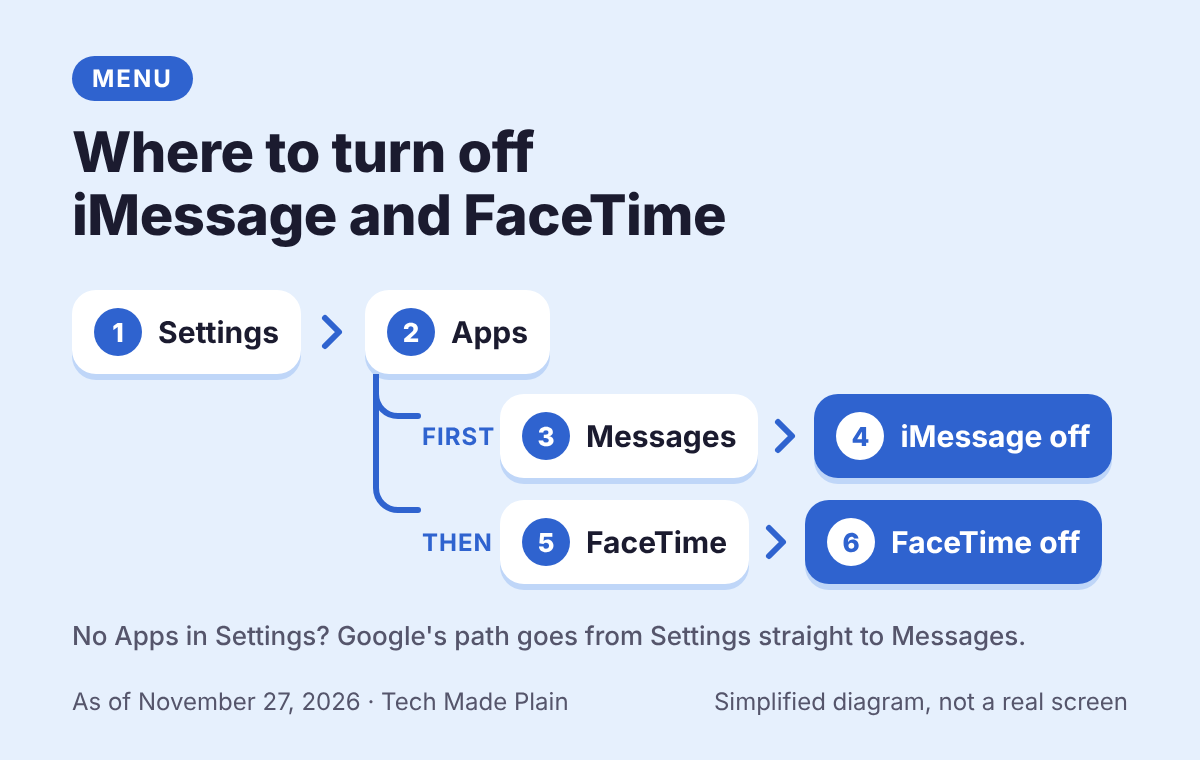 MENU
Where to turn off
iMessage and FaceTime
1 Settings
2 Apps
FIRST 3 Messages 4 iMessage off
THEN 5 FaceTime 6 FaceTime off
No Apps in Settings? Google's path goes from Settings straight to Messages.
As of November 27, 2026 · Tech Made Plain
Simplified diagram, not a real screen